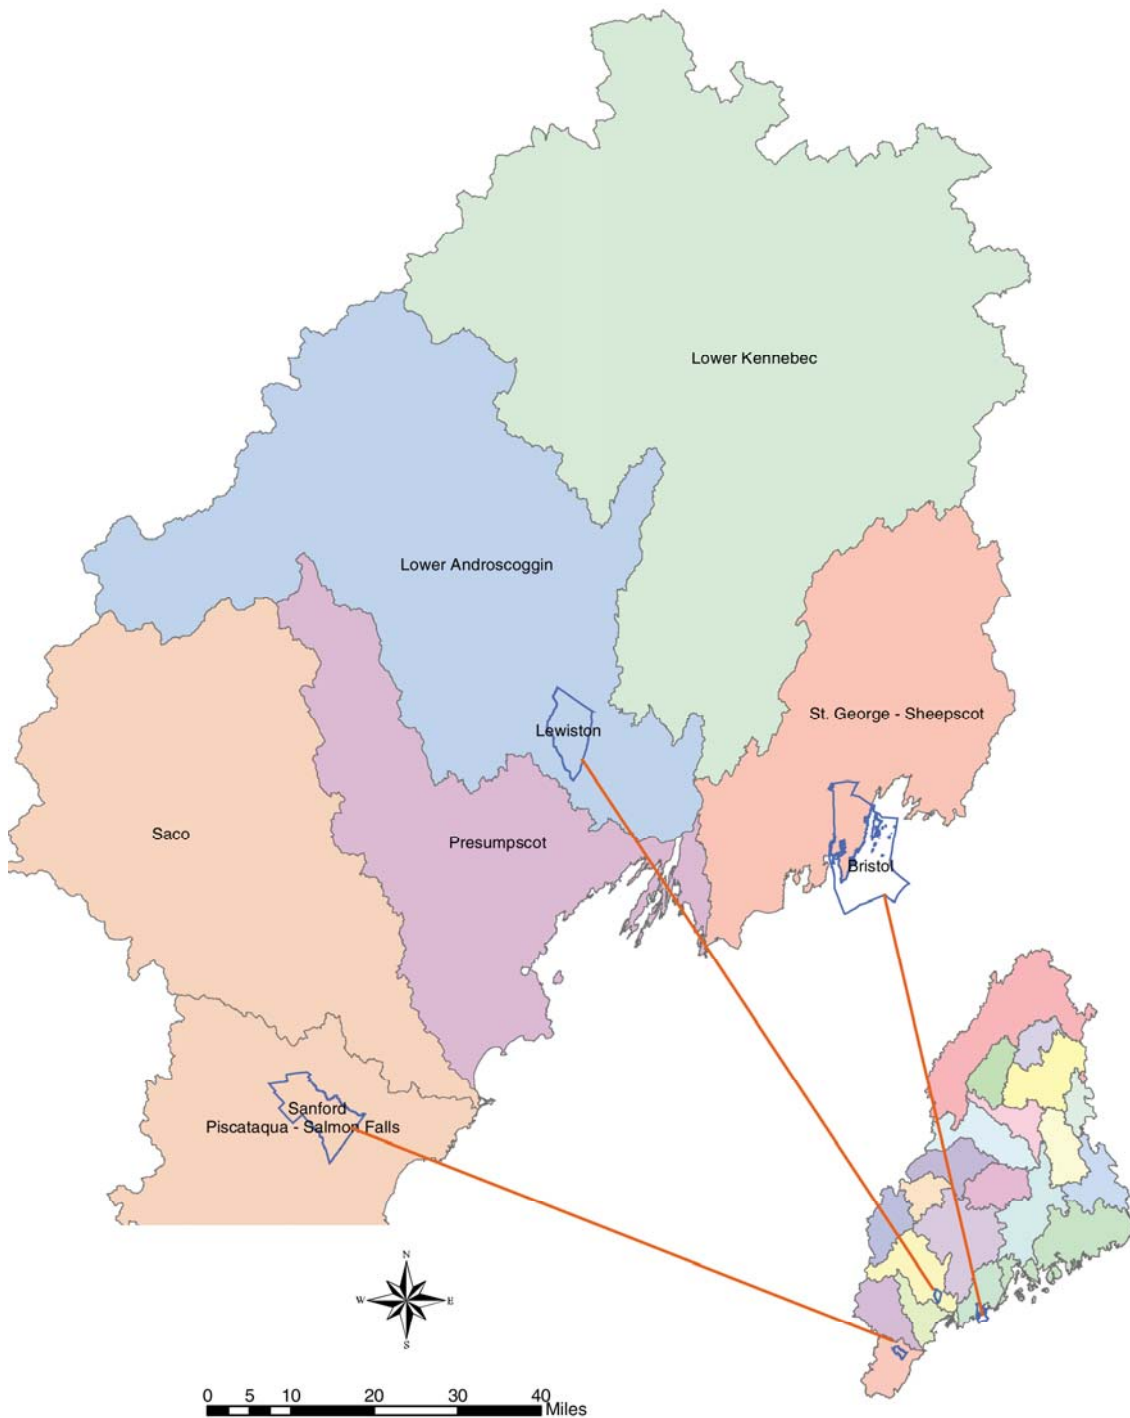 Lower Kennebec
Lower Androscoggin
St. George - Sheepscot
Lewiston
Saco
Presumpscot
Bristol
Sanford
Piscataqua - Salmon Falls
N
W E
S
0 5 10 20 30 40
Miles